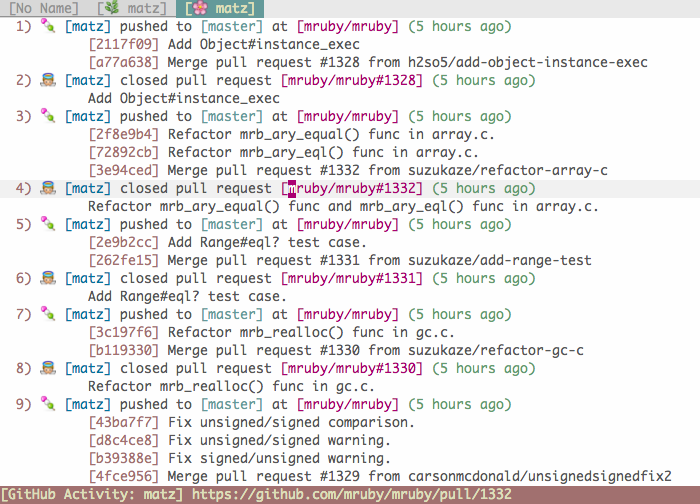 [No Name] [🌿 matz] [🌸 matz]
1) [matz] pushed to [master] at [mruby/mruby] (5 hours ago)
[2117f09] Add Object#instance_exec
[a77a638] Merge pull request #1328 from h2so5/add-object-instance-exec
2) [matz] closed pull request [mruby/mruby#1328] (5 hours ago)
Add Object#instance_exec
3) [matz] pushed to [master] at [mruby/mruby] (5 hours ago)
[2f8e9b4] Refactor mrb_ary_equal() func in array.c.
[72892cb] Refactor mrb_ary_eql() func in array.c.
[3e94ced] Merge pull request #1332 from suzukaze/refactor-array-c
4) [matz] closed pull request [mruby/mruby#1332] (5 hours ago)
Refactor mrb_ary_equal() func and mrb_ary_eql() func in array.c.
5) [matz] pushed to [master] at [mruby/mruby] (5 hours ago)
[2e9b2cc] Add Range#eql? test case.
[262fe15] Merge pull request #1331 from suzukaze/add-range-test
6) [matz] closed pull request [mruby/mruby#1331] (5 hours ago)
Add Range#eql? test case.
7) [matz] pushed to [master] at [mruby/mruby] (5 hours ago)
[3c197f6] Refactor mrb_realloc() func in gc.c.
[b119330] Merge pull request #1330 from suzukaze/refactor-gc-c
8) [matz] closed pull request [mruby/mruby#1330] (5 hours ago)
Refactor mrb_realloc() func in gc.c.
9) [matz] pushed to [master] at [mruby/mruby] (5 hours ago)
[43ba7f7] Fix unsigned/signed comparison.
[d8c4ce8] Fix unsigned/signed warning.
[b39388e] Fix signed/unsigned warning.
[4fce956] Merge pull request #1329 from carsonmcdonald/unsignedsignedfix2
[GitHub Activity: matz] https://github.com/mruby/mruby/pull/1332